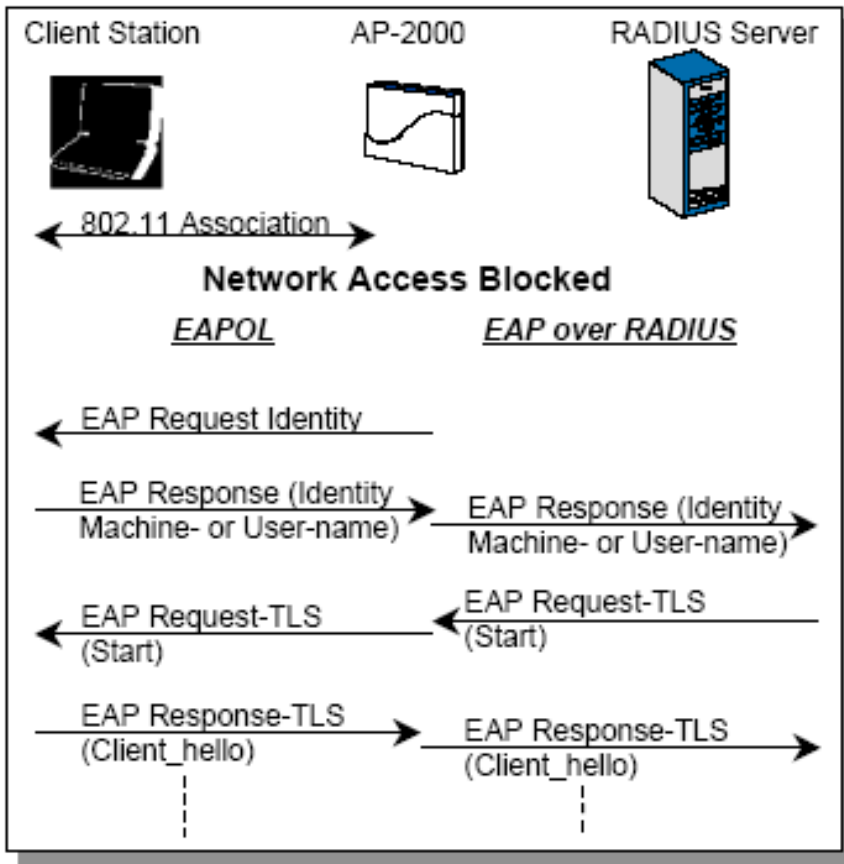 Client Station
AP-2000
RADIUS Server
802.11 Association
Network Access Blocked
EAPOL
EAP over RADIUS
EAP Request Identity
EAP Response (Identity
Machine- or User-name)
EAP Response (Identity
Machine- or User-name)
EAP Request-TLS
(Start)
EAP Request-TLS
(Start)
EAP Response-TLS
(Client_hello)
EAP Response-TLS
(Client_hello)